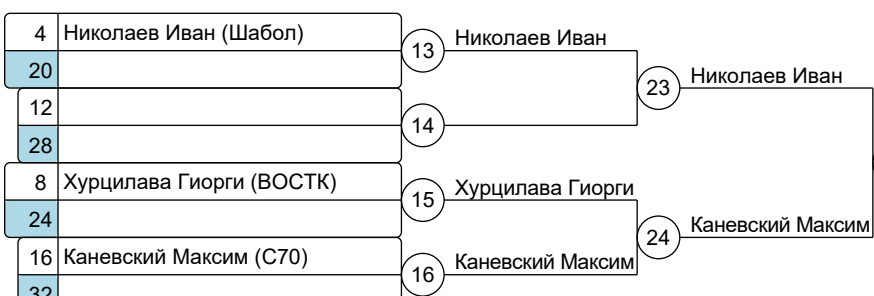 4 Николаев Иван (Шабол)
20
12
28
8 Хурцилава Гиорги (ВОСТК)
24
16 Каневский Максим (С70)
32
13 Николаев Иван
14
15 Хурцилава Гиорги
16 Каневский Максим
23 Николаев Иван
24 Каневский Максим